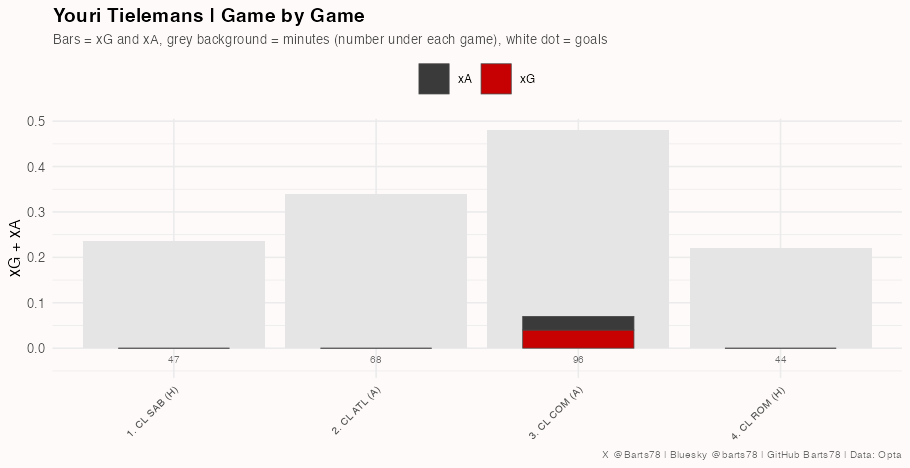 Youri Tielemans | Game by Game
Bars = xG and xA, grey background = minutes (number under each game), white dot = goals
xA xG
0.5
0.4
0.3
0.2
0.1
0.0
xG + xA
47 68 96 44
1. CL SAB (H)
2. CL ATL (A)
3. CL COM (A)
4. CL ROM (H)
X @Barts78 | Bluesky @barts78 | GitHub Barts78 | Data: Opta